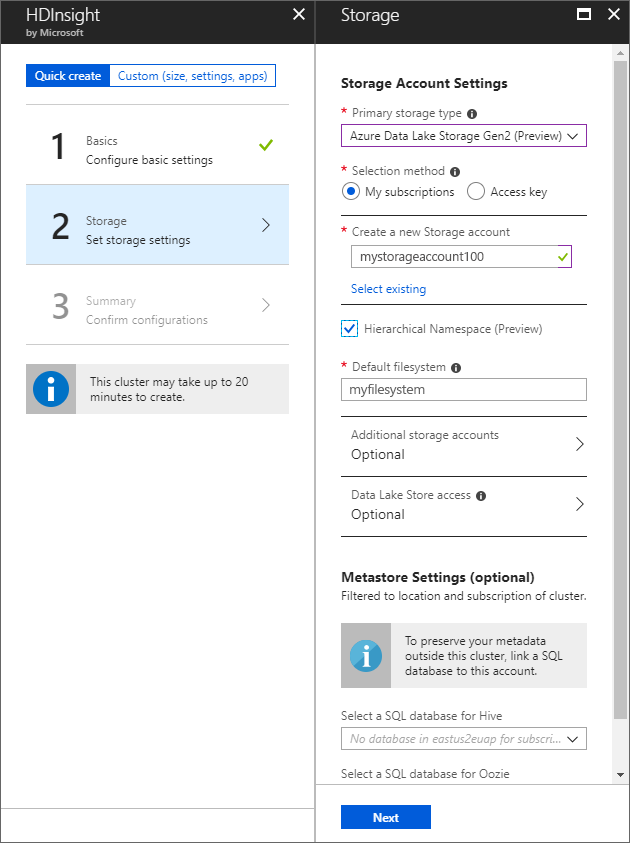 HDInsight
by Microsoft
Quick create
Custom (size, settings, apps)
1
Basics
Configure basic settings
2
Storage
Set storage settings
3
Summary
Confirm configurations
This cluster may take up to 20
minutes to create.
Storage
Storage Account Settings
* Primary storage type
Azure Data Lake Storage Gen2 (Preview)
* Selection method
My subscriptions
Access key
* Create a new Storage account
mystorageaccount100
Select existing
Hierarchical Namespace (Preview)
* Default filesystem
myfilesystem
Additional storage accounts
Optional
Data Lake Store access
Optional
Metastore Settings (optional)
Filtered to location and subscription of cluster.
To preserve your metadata
outside this cluster, link a SQL
database to this account.
Select a SQL database for Hive
No database in eastus2euap for subscri...
Select a SQL database for Oozie
Next